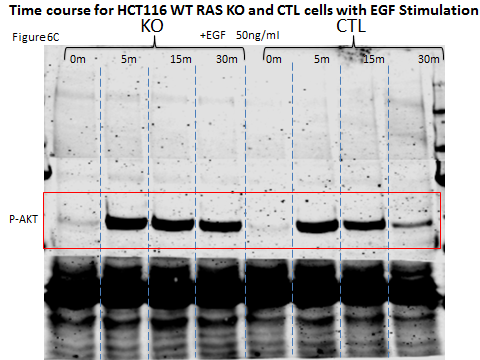 Time course for HCT116 WT RAS KO and CTL cells with EGF Stimulation
Figure6C KO +EGF 50ng/ml CTL
0m 5m 15m 30m 0m 5m 15m 30m
P-AKT